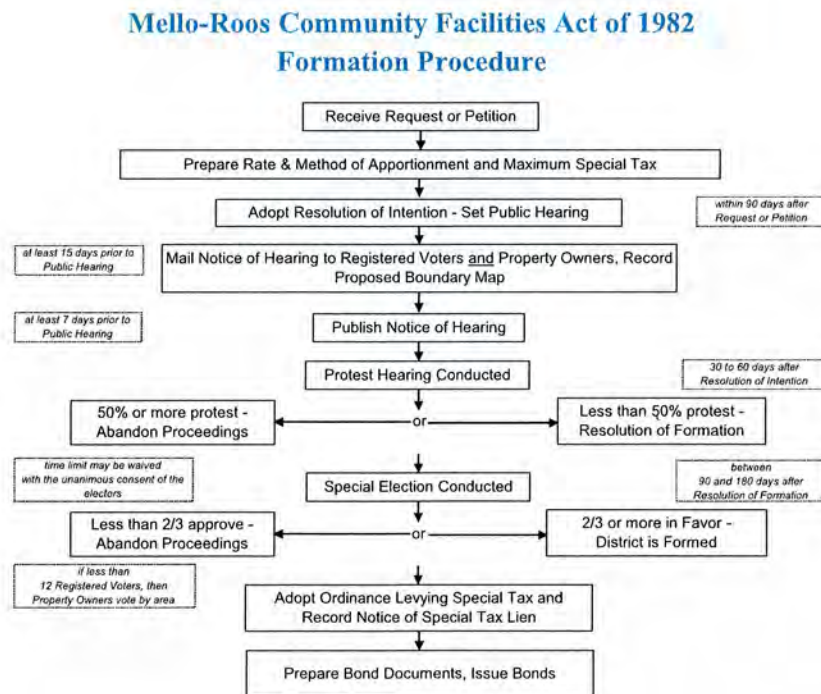 Mello-Roos Community Facilities Act of 1982
Formation Procedure
Receive Request or Petition
Prepare Rate & Method of Apportionment and Maximum Special Tax
Adopt Resolution of Intention - Set Public Hearing
within 90 days after
Request or Petition
at least 15 days prior to
Public Hearing
Mail Notice of Hearing to Registered Voters and Property Owners, Record
Proposed Boundary Map
at least 7 days prior to
Public Hearing
Publish Notice of Hearing
Protest Hearing Conducted
30 to 60 days after
Resolution of Intention
50% or more protest -
Abandon Proceedings
or
Less than 50% protest -
Resolution of Formation
time limit may be waived
with the unanimous consent of the
electors
Special Election Conducted
between
90 and 180 days after
Resolution of Formation
Less than 2/3 approve -
Abandon Proceedings
or
2/3 or more in Favor -
District is Formed
if less than
12 Registered Voters, then
Property Owners vote by area
Adopt Ordinance Levying Special Tax and
Record Notice of Special Tax Lien
Prepare Bond Documents, Issue Bonds